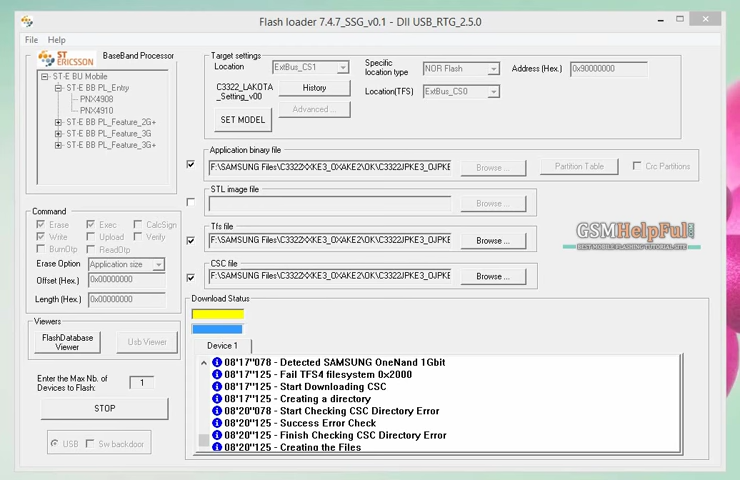 Flash loader 7.4.7_SSG_v0.1 - DII USB_RTG_2.5.0
File Help
ST ERICSSON
BaseBand Processor
ST-E BU Mobile
ST-E BB PL_Entry
PNX4908
PNX4910
ST-E BB PL_Feature_2G+
ST-E BB PL_Feature_3G
ST-E BB PL_Feature_3G+
Target settings
Location ExtBus_CS1
Specific location type NOR Flash
Address (Hex.) 0x90000000
C3322_LAKOTA
_Setting_v00
History
Location(TFS) ExtBus_CS0
SET MODEL
Advanced ...
Application binary file
F:\SAMSUNG Files\C3322XXKE3_OXAKE2\OK\C3322JPKE3_OJPKE
Browse ...
Partition Table
Crc Partitions
STL image file
Browse ...
Tfs file
F:\SAMSUNG Files\C3322XXKE3_OXAKE2\OK\C3322JPKE3_OJPKE
Browse ...
CSC file
F:\SAMSUNG Files\C3322XXKE3_OXAKE2\OK\C3322JPKE3_OJPKE
Browse ...
GSMHelpFul.com
BEST MOBILE FLASHING TUTORIAL SITE
Command
Erase Exec CalcSign
Write Upload Verify
BurnOtp ReadOtp
Erase Option Application size
Offset (Hex.) 0x00000000
Length (Hex.) 0x00000000
Viewers
FlashDatabase Viewer
Usb Viewer
Enter the Max Nb. of
Devices to Flash: 1
STOP
USB Sw backdoor
Download Status
Device 1
08'17"078 - Detected SAMSUNG OneNand 1Gbit
08'17"125 - Fail TFS4 filesystem 0x2000
08'17"125 - Start Downloading CSC
08'17"125 - Creating a directory
08'20"078 - Start Checking CSC Directory Error
08'20"125 - Success Error Check
08'20"125 - Finish Checking CSC Directory Error
08'20"125 - Creating the Files